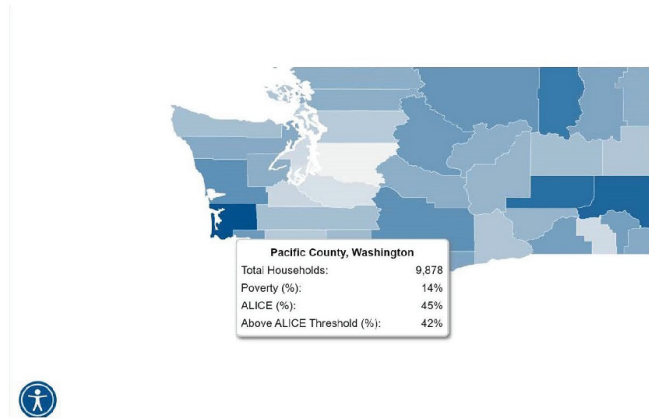 Pacific County, Washington
Total Households: 9,878
Poverty (%): 14%
ALICE (%): 45%
Above ALICE Threshold (%): 42%